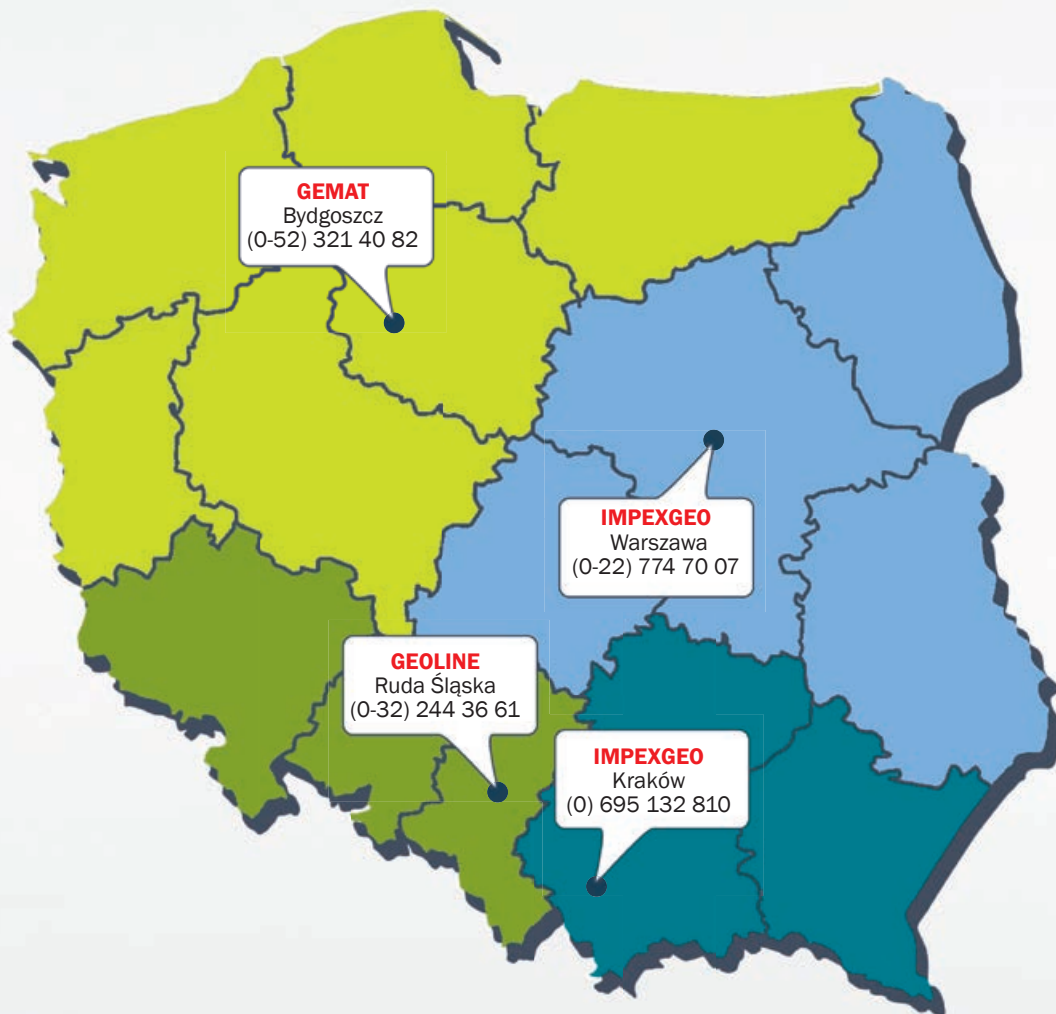 GEMAT
Bydgoszcz
(0-52) 321 40 82
IMPEXGEO
Warszawa
(0-22) 774 70 07
GEOLINE
Ruda Śląska
(0-32) 244 36 61
IMPEXGEO
Kraków
(0) 695 132 810